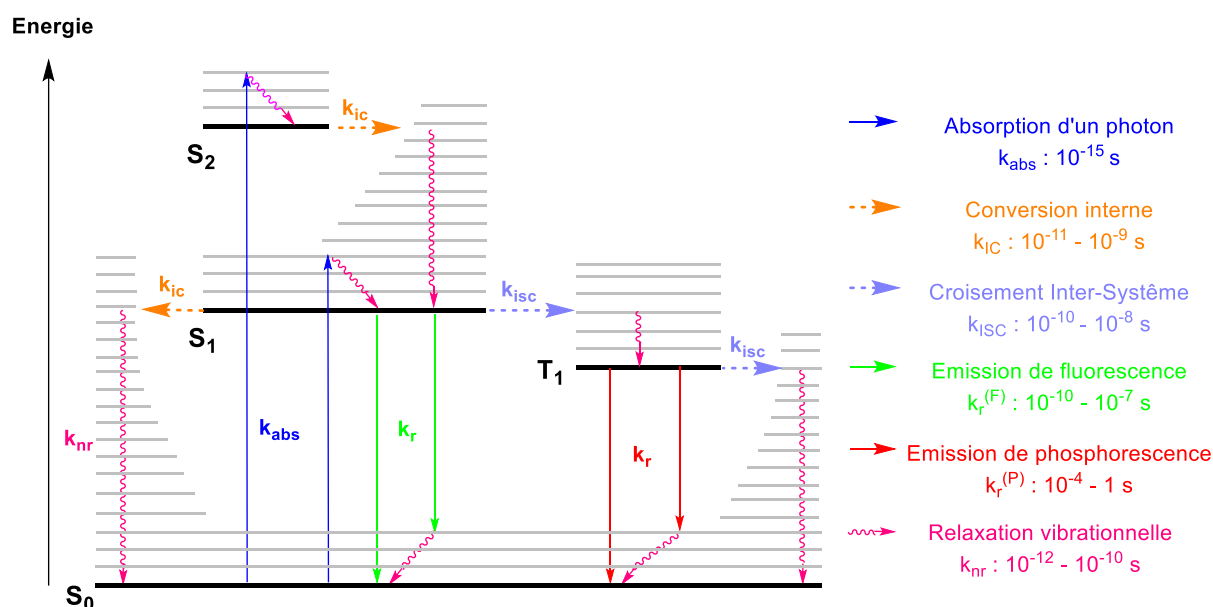 Energie
S2
kic
kic
S1
kisc
T1
kisc
knr
kabs
kr
kr
S0
Absorption d'un photon
kabs : 10-15 s
Conversion interne
kIC : 10-11 - 10-9 s
Croisement Inter-Système
kISC : 10-10 - 10-8 s
Emission de fluorescence
kr(F) : 10-10 - 10-7 s
Emission de phosphorescence
kr(P) : 10-4 - 1 s
Relaxation vibrationnelle
knr : 10-12 - 10-10 s